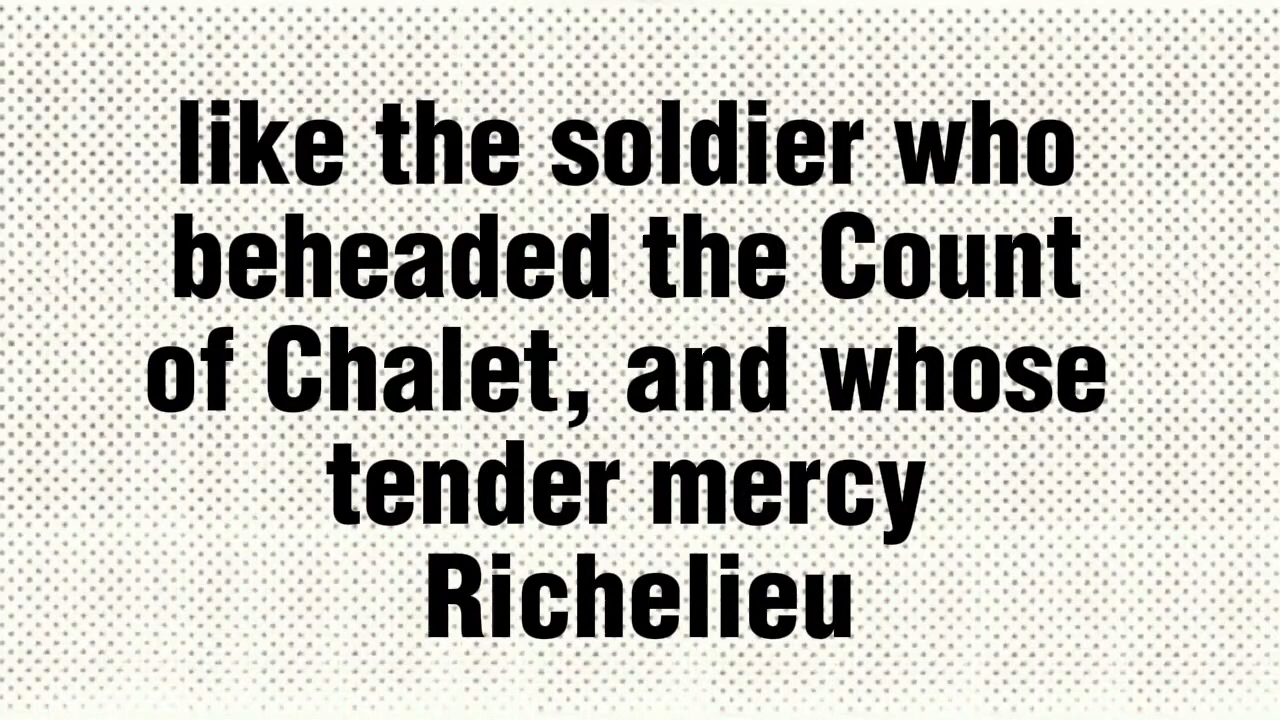 like the soldier who
beheaded the Count
of Chalet, and whose
tender mercy
Richelieu